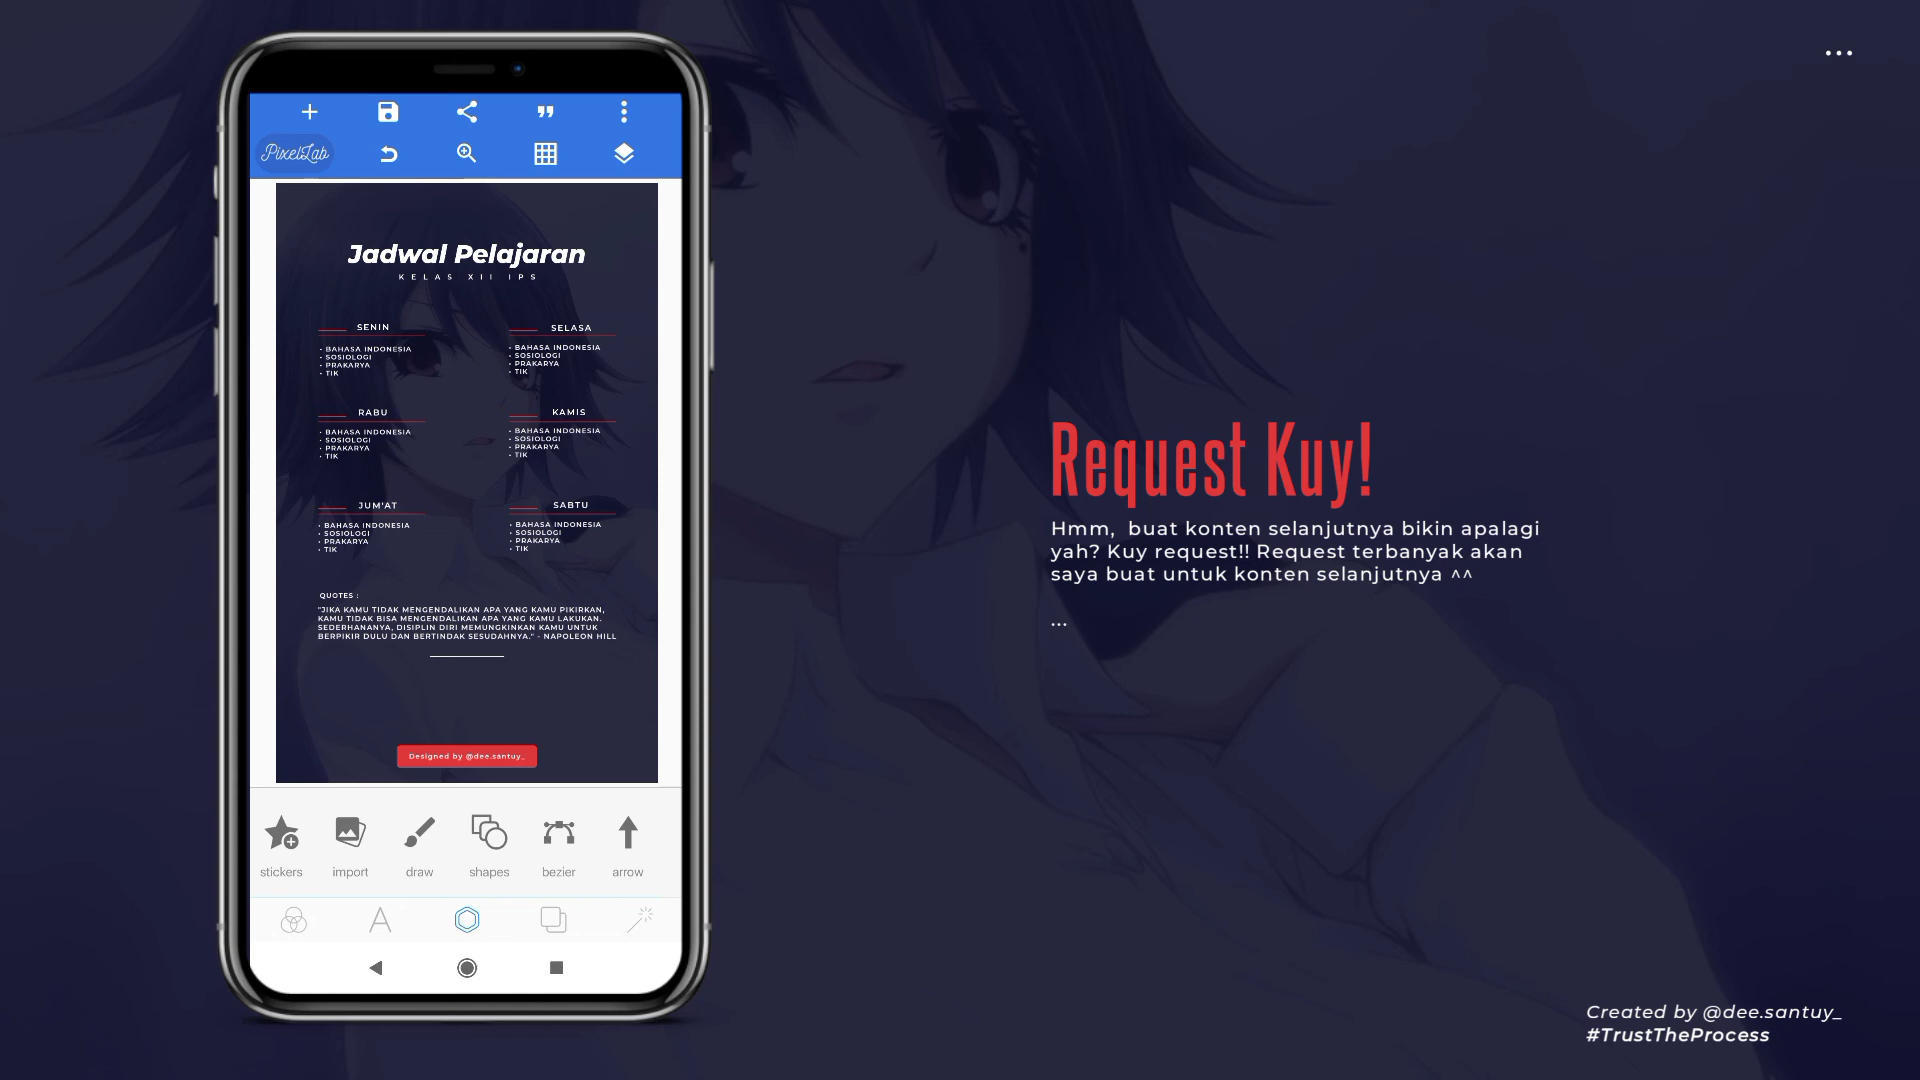 PixelLab
Jadwal Pelajaran
KELAS XII IPS
SENIN
• BAHASA INDONESIA
• SOSIOLOGI
• PRAKARYA
• TIK
SELASA
• BAHASA INDONESIA
• SOSIOLOGI
• PRAKARYA
• TIK
RABU
• BAHASA INDONESIA
• SOSIOLOGI
• PRAKARYA
• TIK
KAMIS
• BAHASA INDONESIA
• SOSIOLOGI
• PRAKARYA
• TIK
JUM'AT
• BAHASA INDONESIA
• SOSIOLOGI
• PRAKARYA
• TIK
SABTU
• BAHASA INDONESIA
• SOSIOLOGI
• PRAKARYA
• TIK
QUOTES :
"JIKA KAMU TIDAK MENGENDALIKAN APA YANG KAMU PIKIRKAN,
KAMU TIDAK BISA MENGENDALIKAN APA YANG KAMU LAKUKAN.
SEDERHANANYA, DISIPLIN DIRI MEMUNGKINKAN KAMU UNTUK
BERPIKIR DULU DAN BERTINDAK SESUDAHNYA." - NAPOLEON HILL
Designed by @dee.santuy_
stickers
import
draw
shapes
bezier
arrow
...
Request Kuy!
Hmm,  buat konten selanjutnya bikin apalagi
yah? Kuy request!! Request terbanyak akan
saya buat untuk konten selanjutnya ^^
...
Created by @dee.santuy_
#TrustTheProcess